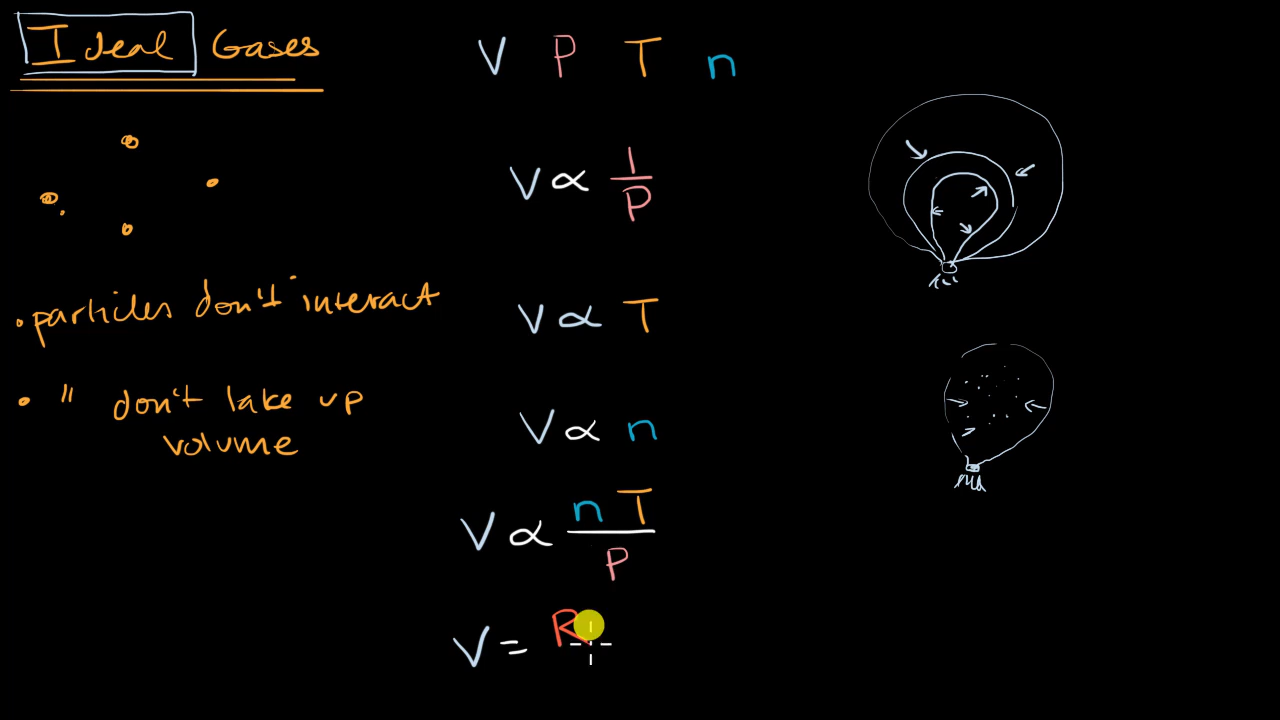 Ideal Gases
V P T n
V ∝ 1/P
• particles don't interact
V ∝ T
• " don't take up
volume
V ∝ n
V ∝ nT/P
V = R